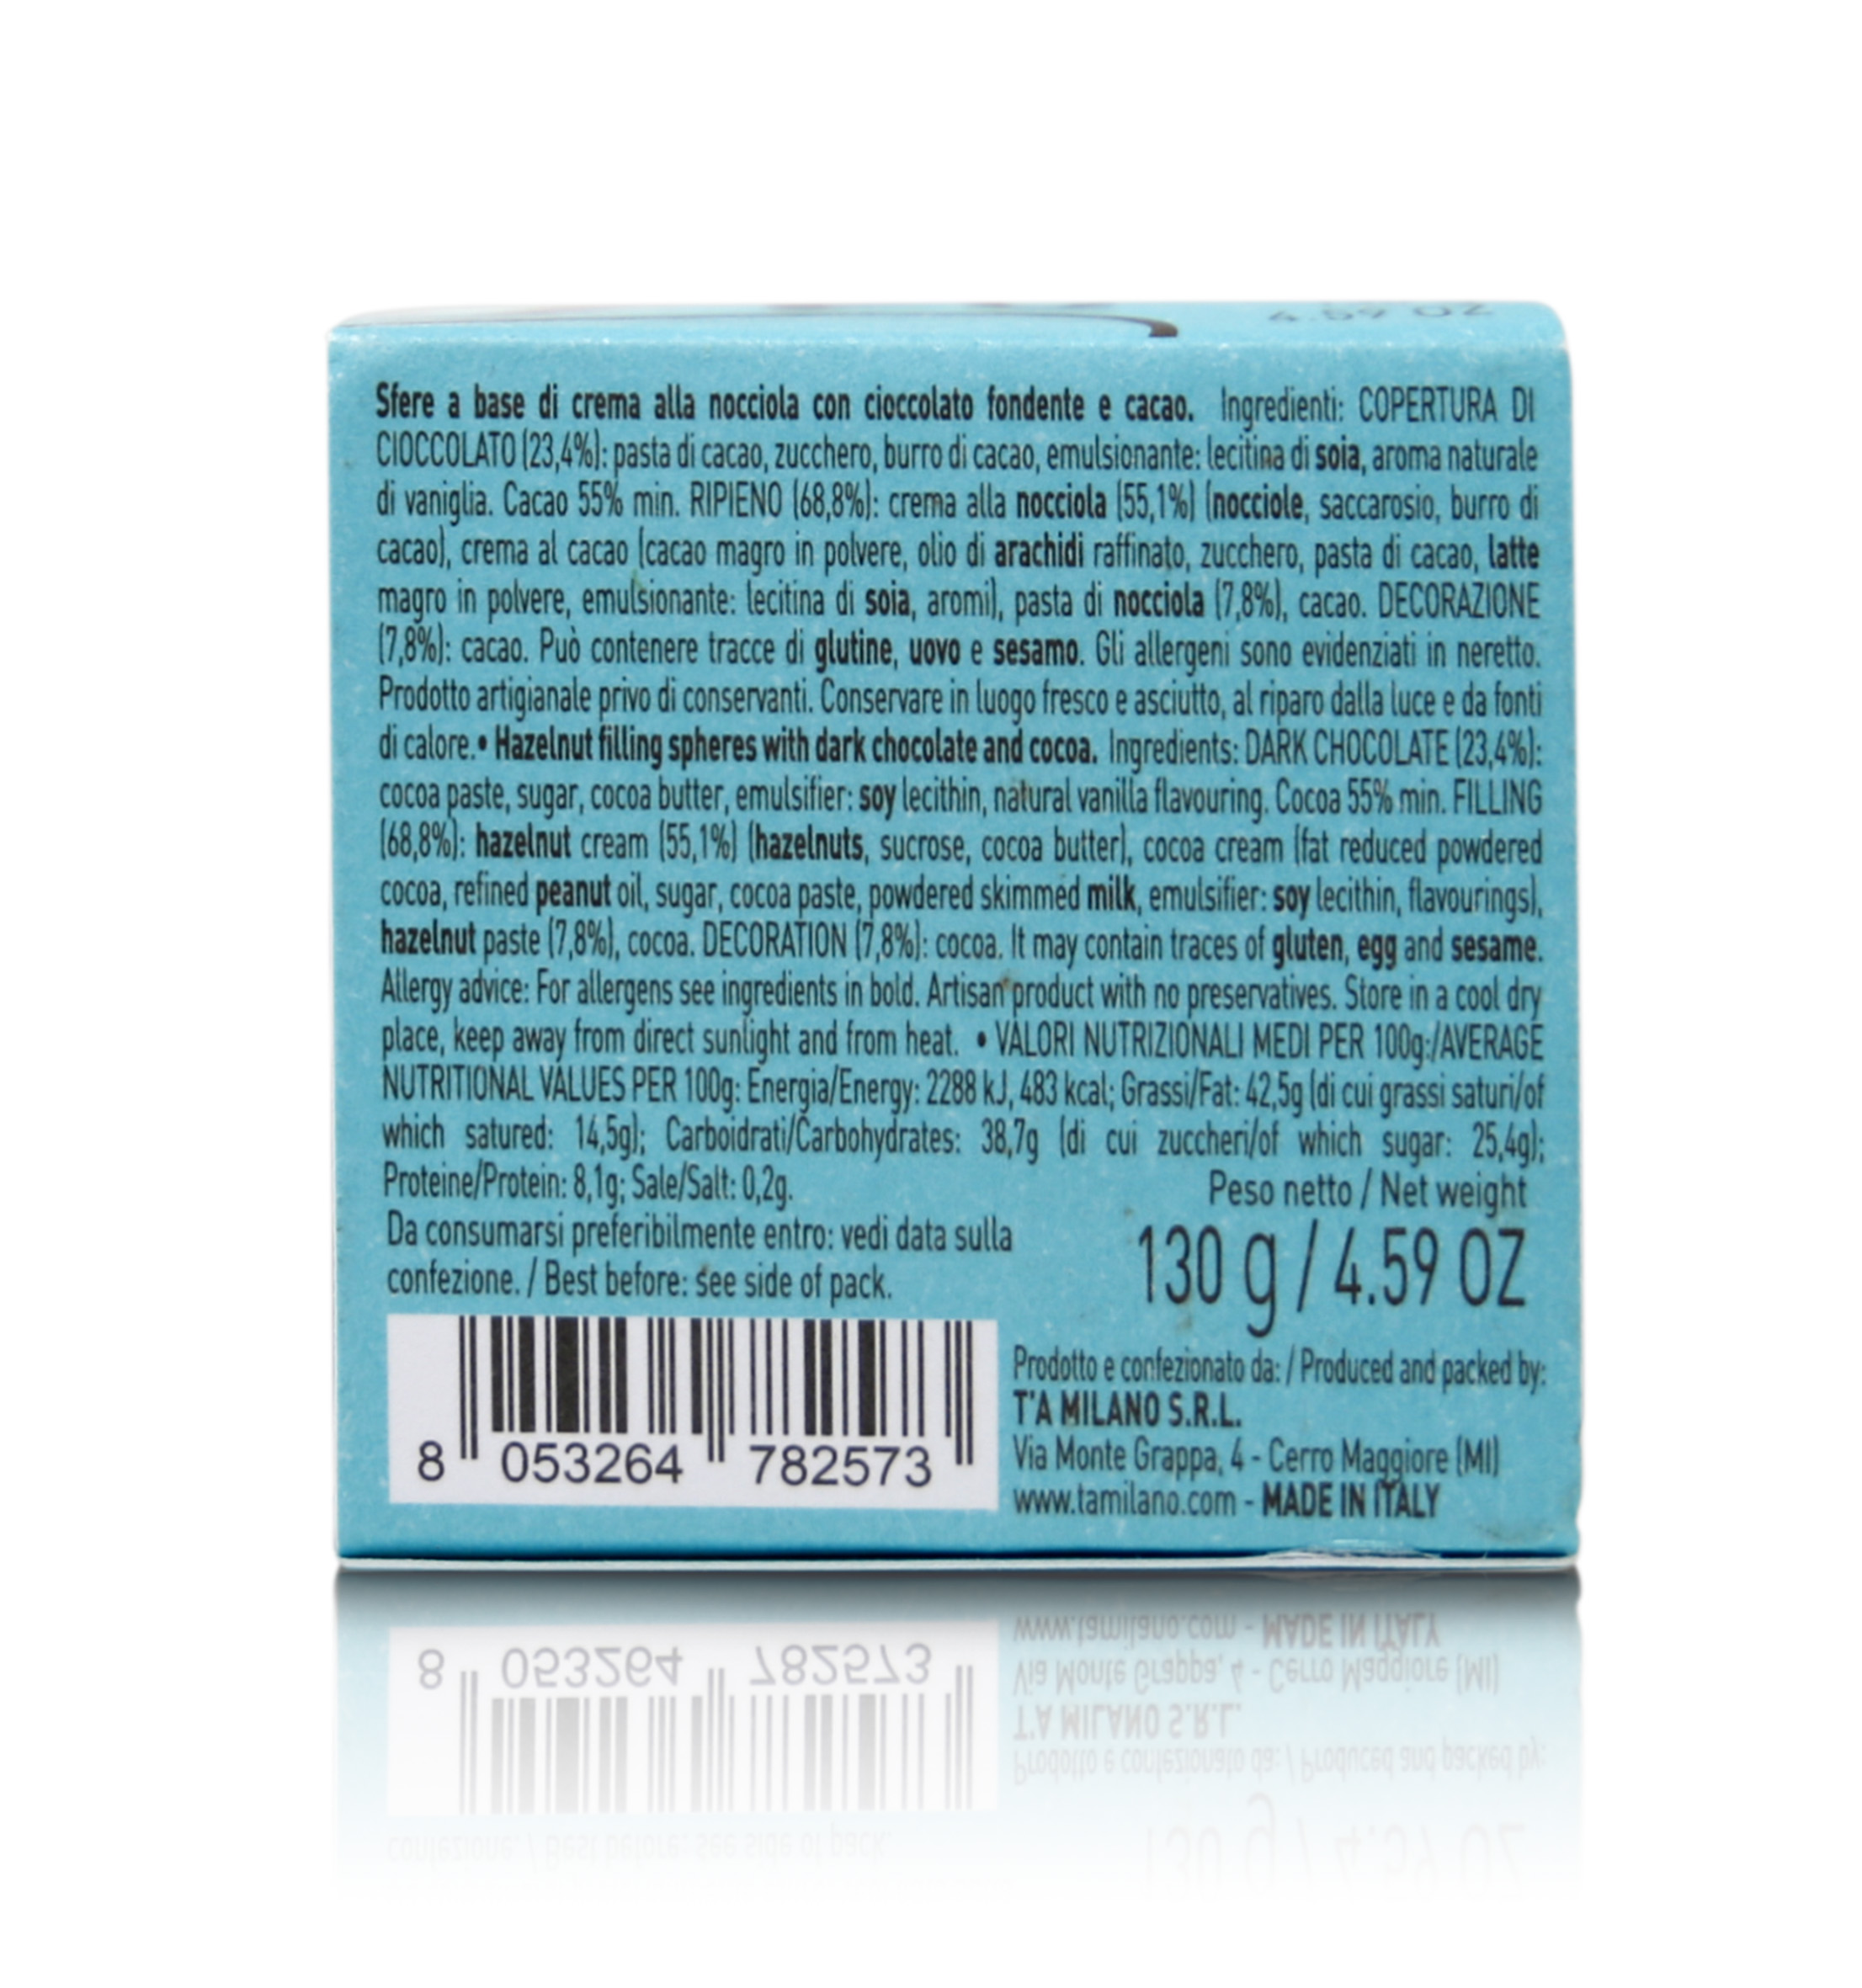 4.59 OZ
Sfere a base di crema alla nocciola con cioccolato fondente e cacao. Ingredienti: COPERTURA DI
CIOCCOLATO (23,4%): pasta di cacao, zucchero, burro di cacao, emulsionante: lecitina di soia, aroma naturale
di vaniglia. Cacao 55% min. RIPIENO (68,8%): crema alla nocciola (55,1%) (nocciole, saccarosio, burro di
cacao), crema al cacao (cacao magro in polvere, olio di arachidi raffinato, zucchero, pasta di cacao, latte
magro in polvere, emulsionante: lecitina di soia, aromi), pasta di nocciola (7,8%), cacao. DECORAZIONE
(7,8%): cacao. Può contenere tracce di glutine, uovo e sesamo. Gli allergeni sono evidenziati in neretto.
Prodotto artigianale privo di conservanti. Conservare in luogo fresco e asciutto, al riparo dalla luce e da fonti
di calore.• Hazelnut filling spheres with dark chocolate and cocoa. Ingredients: DARK CHOCOLATE (23,4%):
cocoa paste, sugar, cocoa butter, emulsifier: soy lecithin, natural vanilla flavouring. Cocoa 55% min. FILLING
(68,8%): hazelnut cream (55,1%) (hazelnuts, sucrose, cocoa butter), cocoa cream (fat reduced powdered
cocoa, refined peanut oil, sugar, cocoa paste, powdered skimmed milk, emulsifier: soy lecithin, flavourings),
hazelnut paste (7,8%), cocoa. DECORATION (7,8%): cocoa. It may contain traces of gluten, egg and sesame.
Allergy advice: For allergens see ingredients in bold. Artisan product with no preservatives. Store in a cool dry
place, keep away from direct sunlight and from heat. • VALORI NUTRIZIONALI MEDI PER 100g:/AVERAGE
NUTRITIONAL VALUES PER 100g: Energia/Energy: 2288 kJ, 483 kcal; Grassi/Fat: 42,5g (di cui grassi saturi/of
which satured: 14,5g); Carboidrati/Carbohydrates: 38,7g (di cui zuccheri/of which sugar: 25,4g);
Proteine/Protein: 8,1g; Sale/Salt: 0,2g.
Peso netto / Net weight
130 g / 4.59 OZ
Da consumarsi preferibilmente entro: vedi data sulla
confezione. / Best before: see side of pack.
8 053264 782573
Prodotto e confezionato da: / Produced and packed by:
T'A MILANO S.R.L.
Via Monte Grappa, 4 - Cerro Maggiore (MI)
www.tamilano.com - MADE IN ITALY